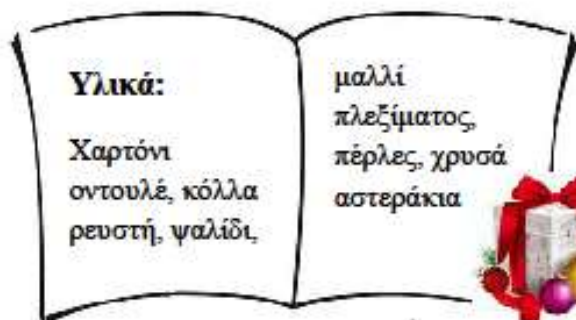 Υλικά:
Χαρτόνι
οντουλέ, κόλλα
ρευστή, ψαλίδι,
μαλλί
πλεξίματος,
πέρλες, χρυσά
αστεράκια